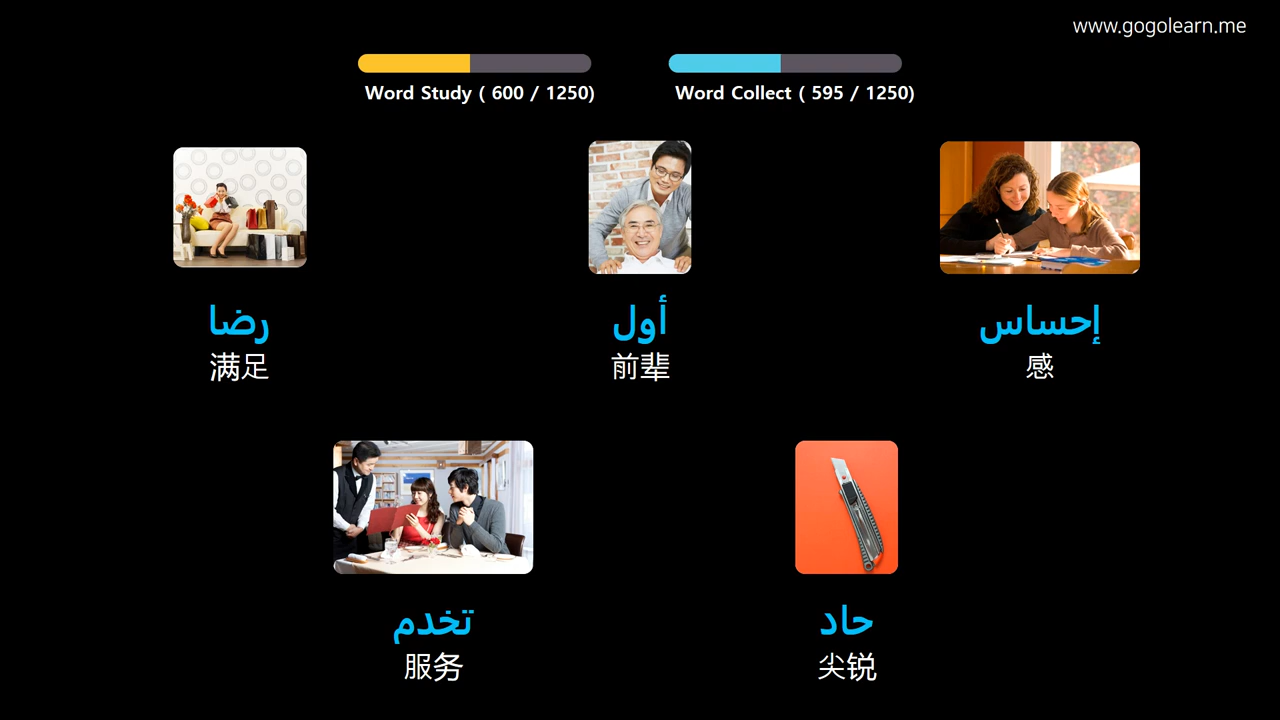 www.gogolearn.me
Word Study ( 600 / 1250)
Word Collect ( 595 / 1250)
رضا
满足
أول
前辈
إحساس
感
تخدم
服务
حاد
尖锐